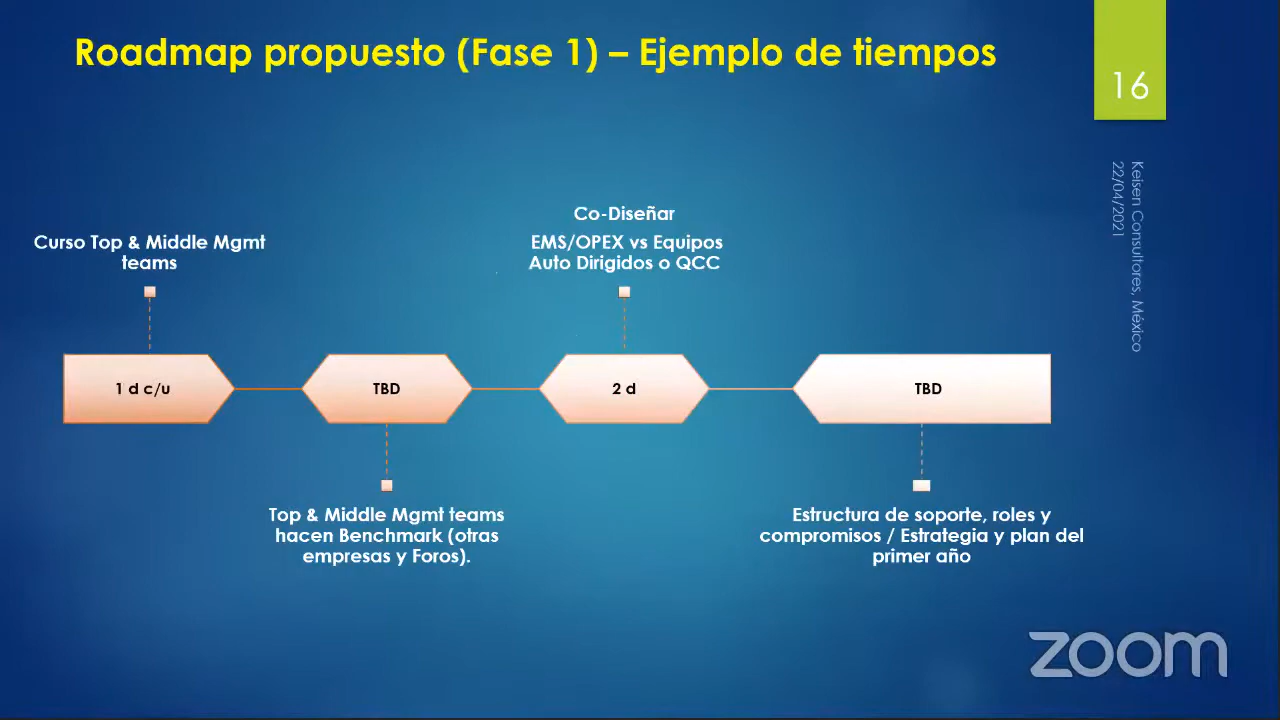 Roadmap propuesto (Fase 1) – Ejemplo de tiempos
16
Keisen Consultores, México
22/04/2021
Curso Top & Middle Mgmt
teams
Co-Diseñar
EMS/OPEX vs Equipos
Auto Dirigidos o QCC
1 d c/u
TBD
2 d
TBD
Top & Middle Mgmt teams
hacen Benchmark (otras
empresas y Foros).
Estructura de soporte, roles y
compromisos / Estrategia y plan del
primer año
zoom